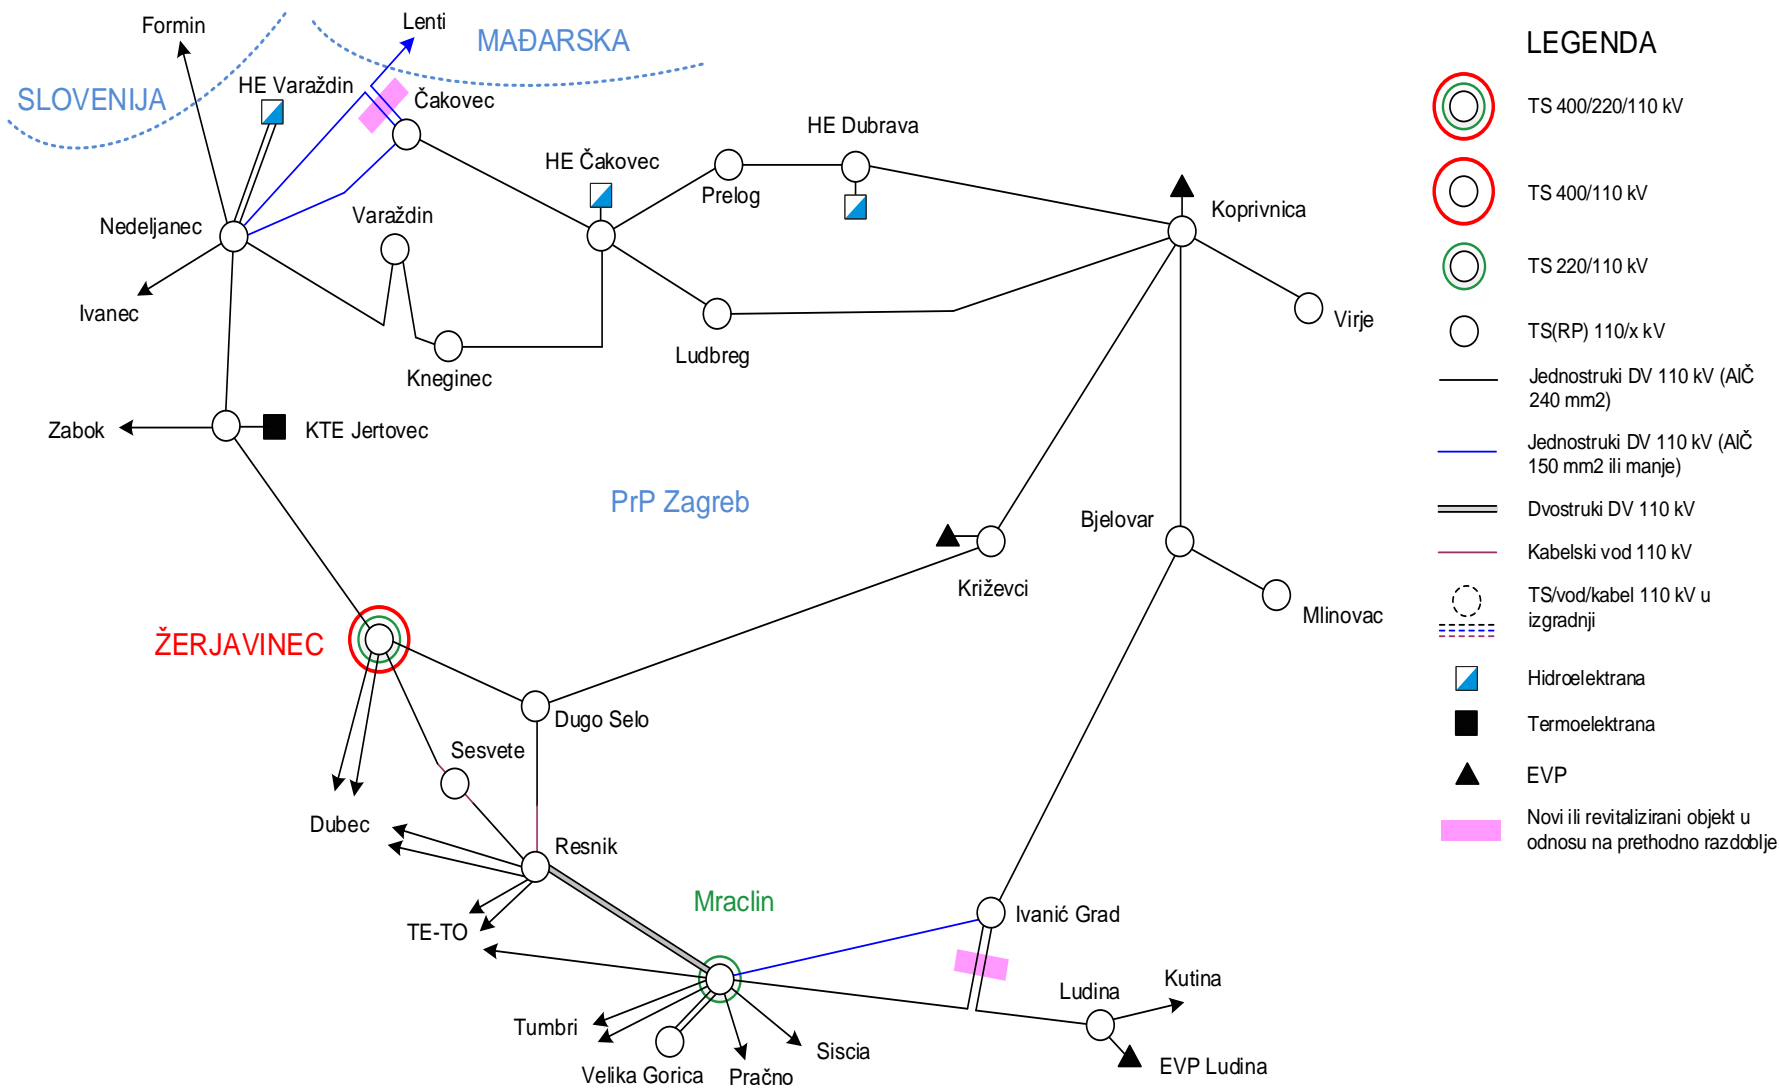 Formin
Lenti
MAĐARSKA
SLOVENIJA
HE Varaždin
Čakovec
HE Dubrava
HE Čakovec
Prelog
Varaždin
Nedeljanec
Koprivnica
Ivanec
Virje
Ludbreg
Kneginec
Zabok
KTE Jertovec
PrP Zagreb
Bjelovar
Križevci
Mlinovac
ŽERJAVINEC
Dugo Selo
Sesvete
Dubec
Resnik
Mraclin
Ivanić Grad
TE-TO
Kutina
Ludina
Tumbri
Siscia
EVP Ludina
Velika Gorica
Pračno
LEGENDA
TS 400/220/110 kV
TS 400/110 kV
TS 220/110 kV
TS(RP) 110/x kV
Jednostruki DV 110 kV (AlČ
240 mm2)
Jednostruki DV 110 kV (AlČ
150 mm2 ili manje)
Dvostruki DV 110 kV
Kabelski vod 110 kV
TS/vod/kabel 110 kV u
izgradnji
Hidroelektrana
Termoelektrana
EVP
Novi ili revitalizirani objekt u
odnosu na prethodno razdoblje